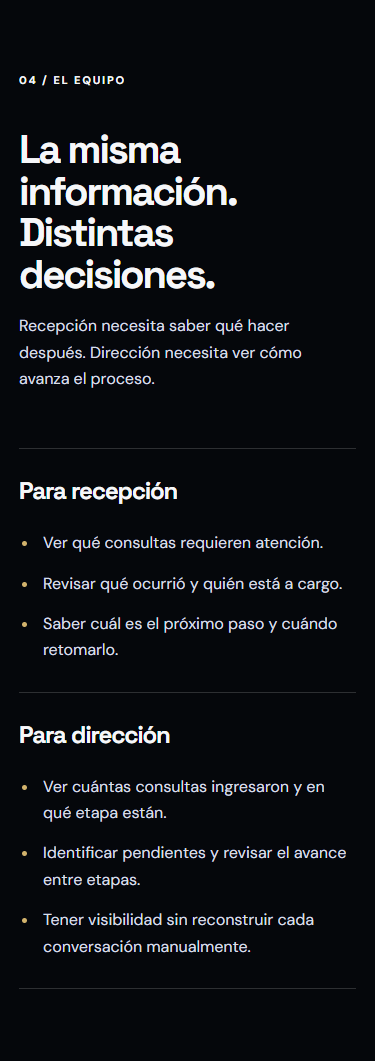 04 / EL EQUIPO
La misma
información.
Distintas
decisiones.
Recepción necesita saber qué hacer
después. Dirección necesita ver cómo
avanza el proceso.
Para recepción
• Ver qué consultas requieren atención.
• Revisar qué ocurrió y quién está a cargo.
• Saber cuál es el próximo paso y cuándo
retomarlo.
Para dirección
• Ver cuántas consultas ingresaron y en
qué etapa están.
• Identificar pendientes y revisar el avance
entre etapas.
• Tener visibilidad sin reconstruir cada
conversación manualmente.